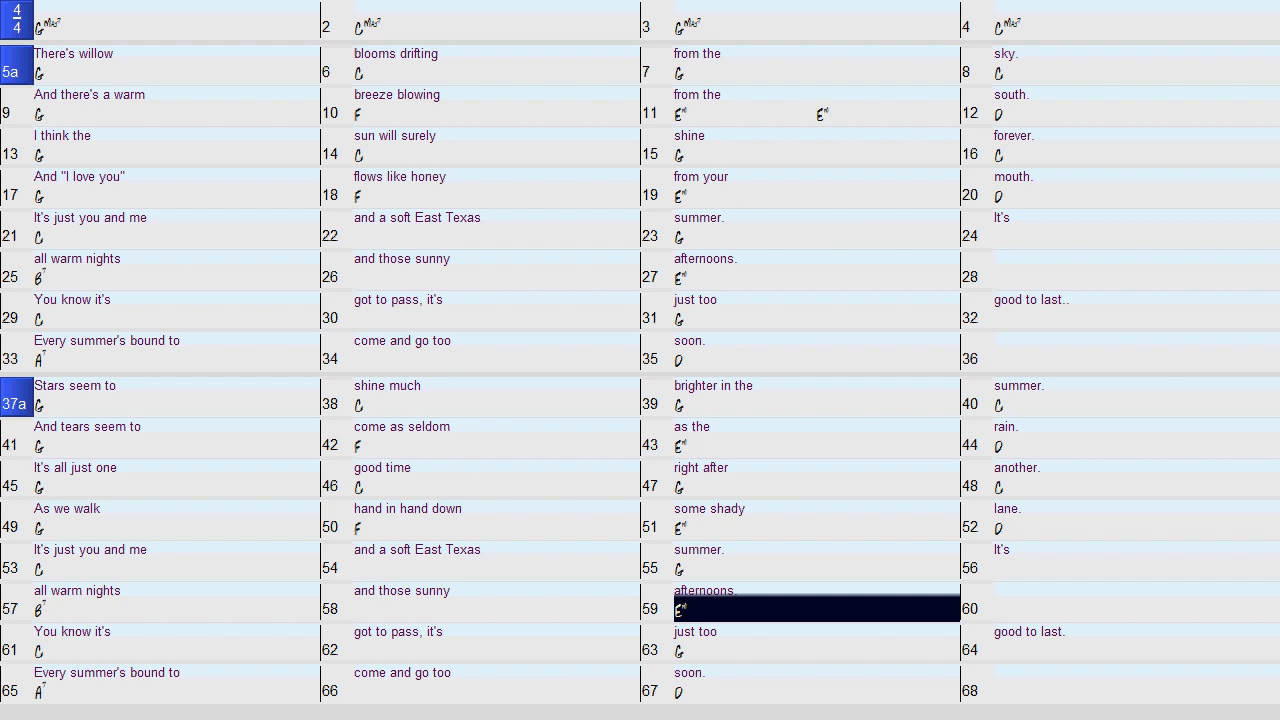 4
4 GMAJ7 2 CMAJ7 3 GMAJ7 4 CMAJ7
There's willow blooms drifting from the sky.
5a G 6 C 7 G 8 C
And there's a warm breeze blowing from the south.
9 G 10 F 11 EMI EMI 12 D
I think the sun will surely shine forever.
13 G 14 C 15 G 16 C
And "I love you" flows like honey from your mouth.
17 G 18 F 19 EMI 20 D
It's just you and me and a soft East Texas summer. It's
21 C 22 23 G 24
all warm nights and those sunny afternoons.
25 B7 26 27 EMI 28
You know it's got to pass, it's just too good to last..
29 C 30 31 G 32
Every summer's bound to come and go too soon.
33 A7 34 35 D 36
Stars seem to shine much brighter in the summer.
37a G 38 C 39 G 40 C
And tears seem to come as seldom as the rain.
41 G 42 F 43 EMI 44 D
It's all just one good time right after another.
45 G 46 C 47 G 48 C
As we walk hand in hand down some shady lane.
49 G 50 F 51 EMI 52 D
It's just you and me and a soft East Texas summer. It's
53 C 54 55 G 56
all warm nights and those sunny afternoons.
57 B7 58 59 EMI 60
You know it's got to pass, it's just too good to last.
61 C 62 63 G 64
Every summer's bound to come and go too soon.
65 A7 66 67 D 68